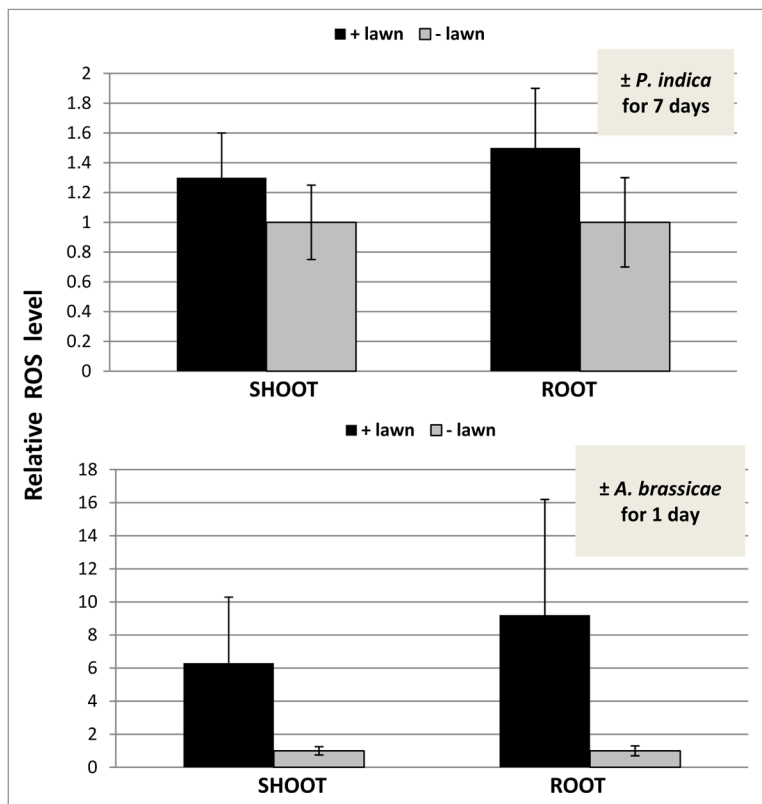 + lawn - lawn
± P. indica
for 7 days
2
1.8
1.6
1.4
1.2
1
0.8
0.6
0.4
0.2
0
SHOOT ROOT
Relative ROS level
+ lawn - lawn
± A. brassicae
for 1 day
18
16
14
12
10
8
6
4
2
0
SHOOT ROOT